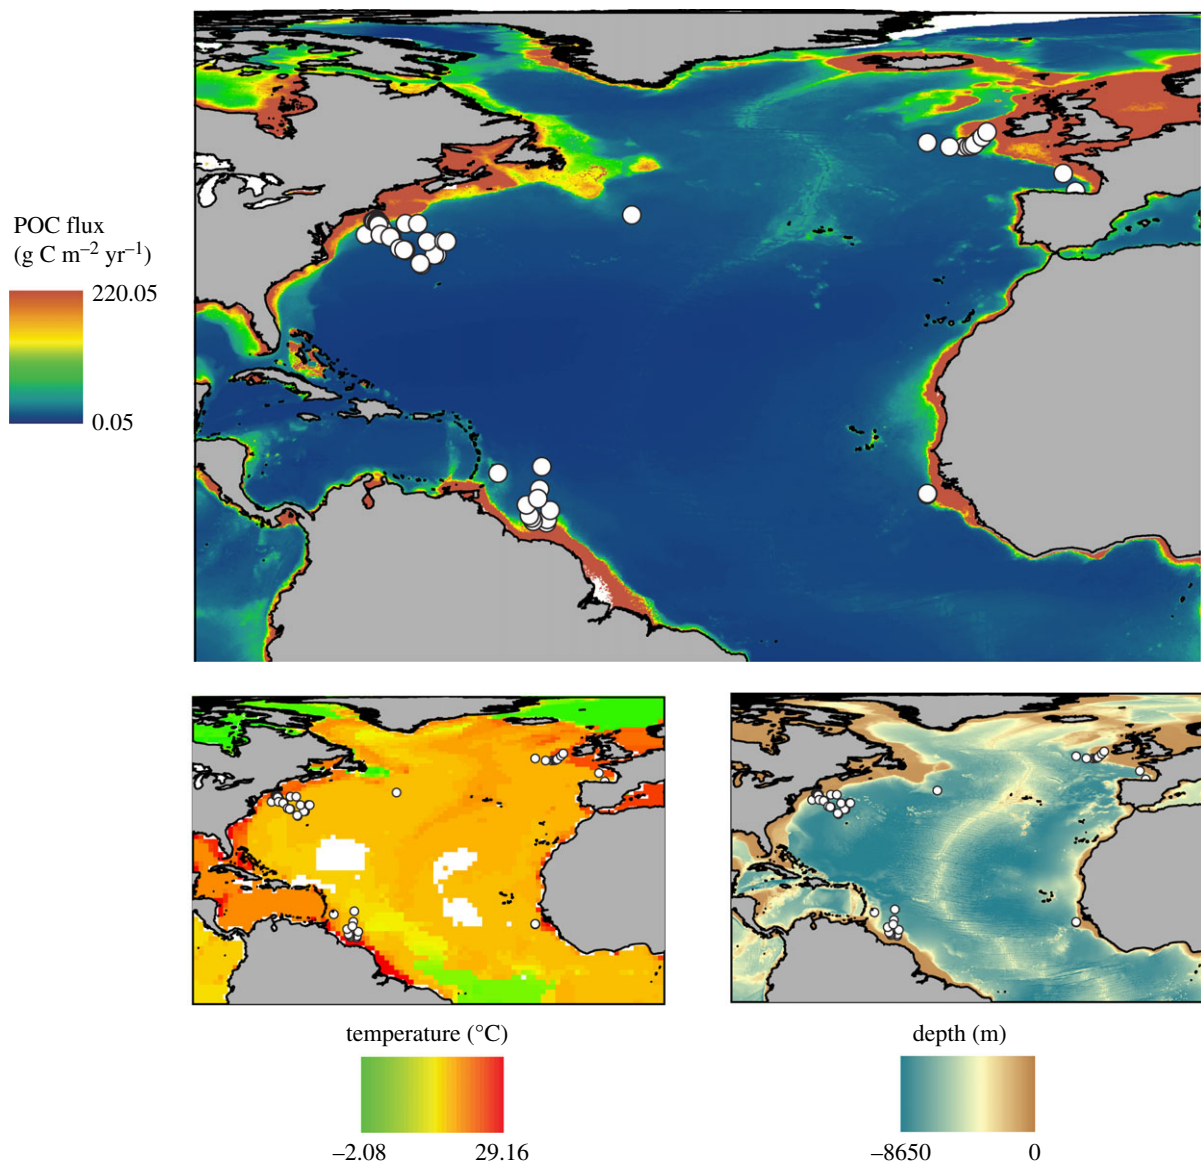 POC flux
(g C m⁻² yr⁻¹)
220.05
0.05
temperature (°C)
−2.08
29.16
depth (m)
−8650
0